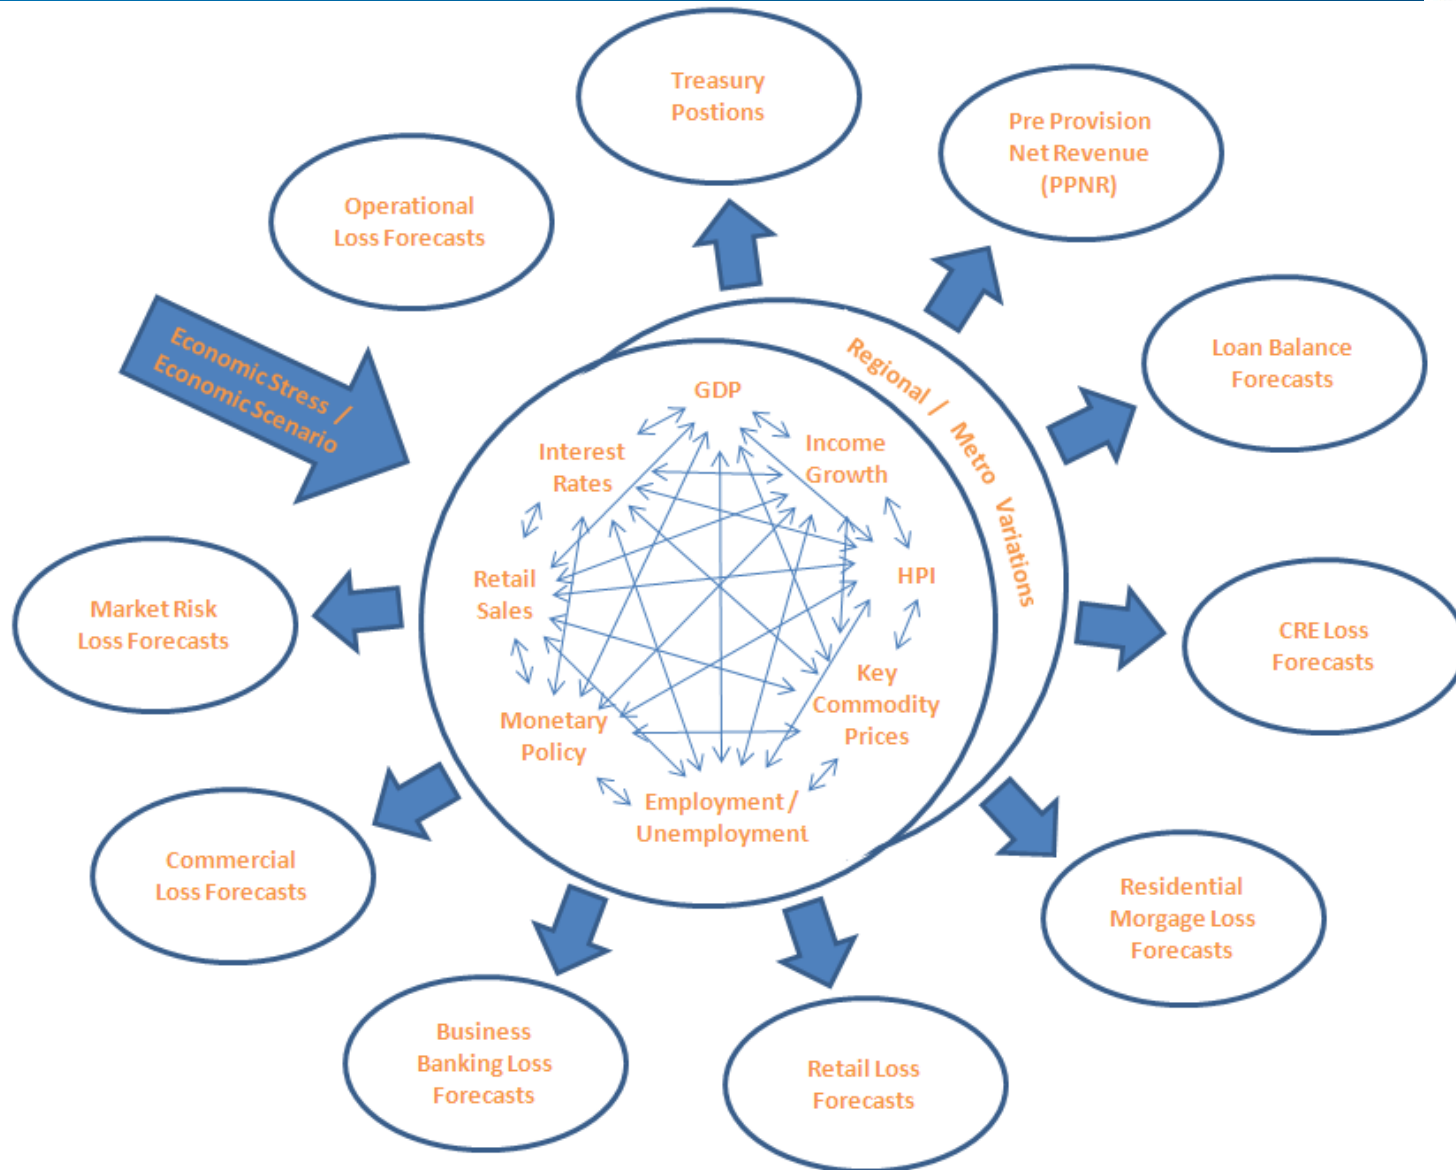 Treasury
Postions
Pre Provision
Net Revenue
(PPNR)
Operational
Loss Forecasts
Economic Stress /
Economic Scenario
Loan Balance
Forecasts
Regional / Metro Variations
GDP
Interest
Rates
Income
Growth
Retail
Sales
HPI
Key
Commodity
Prices
Monetary
Policy
Employment /
Unemployment
Market Risk
Loss Forecasts
CRE Loss
Forecasts
Commercial
Loss Forecasts
Residential
Morgage Loss
Forecasts
Business
Banking Loss
Forecasts
Retail Loss
Forecasts